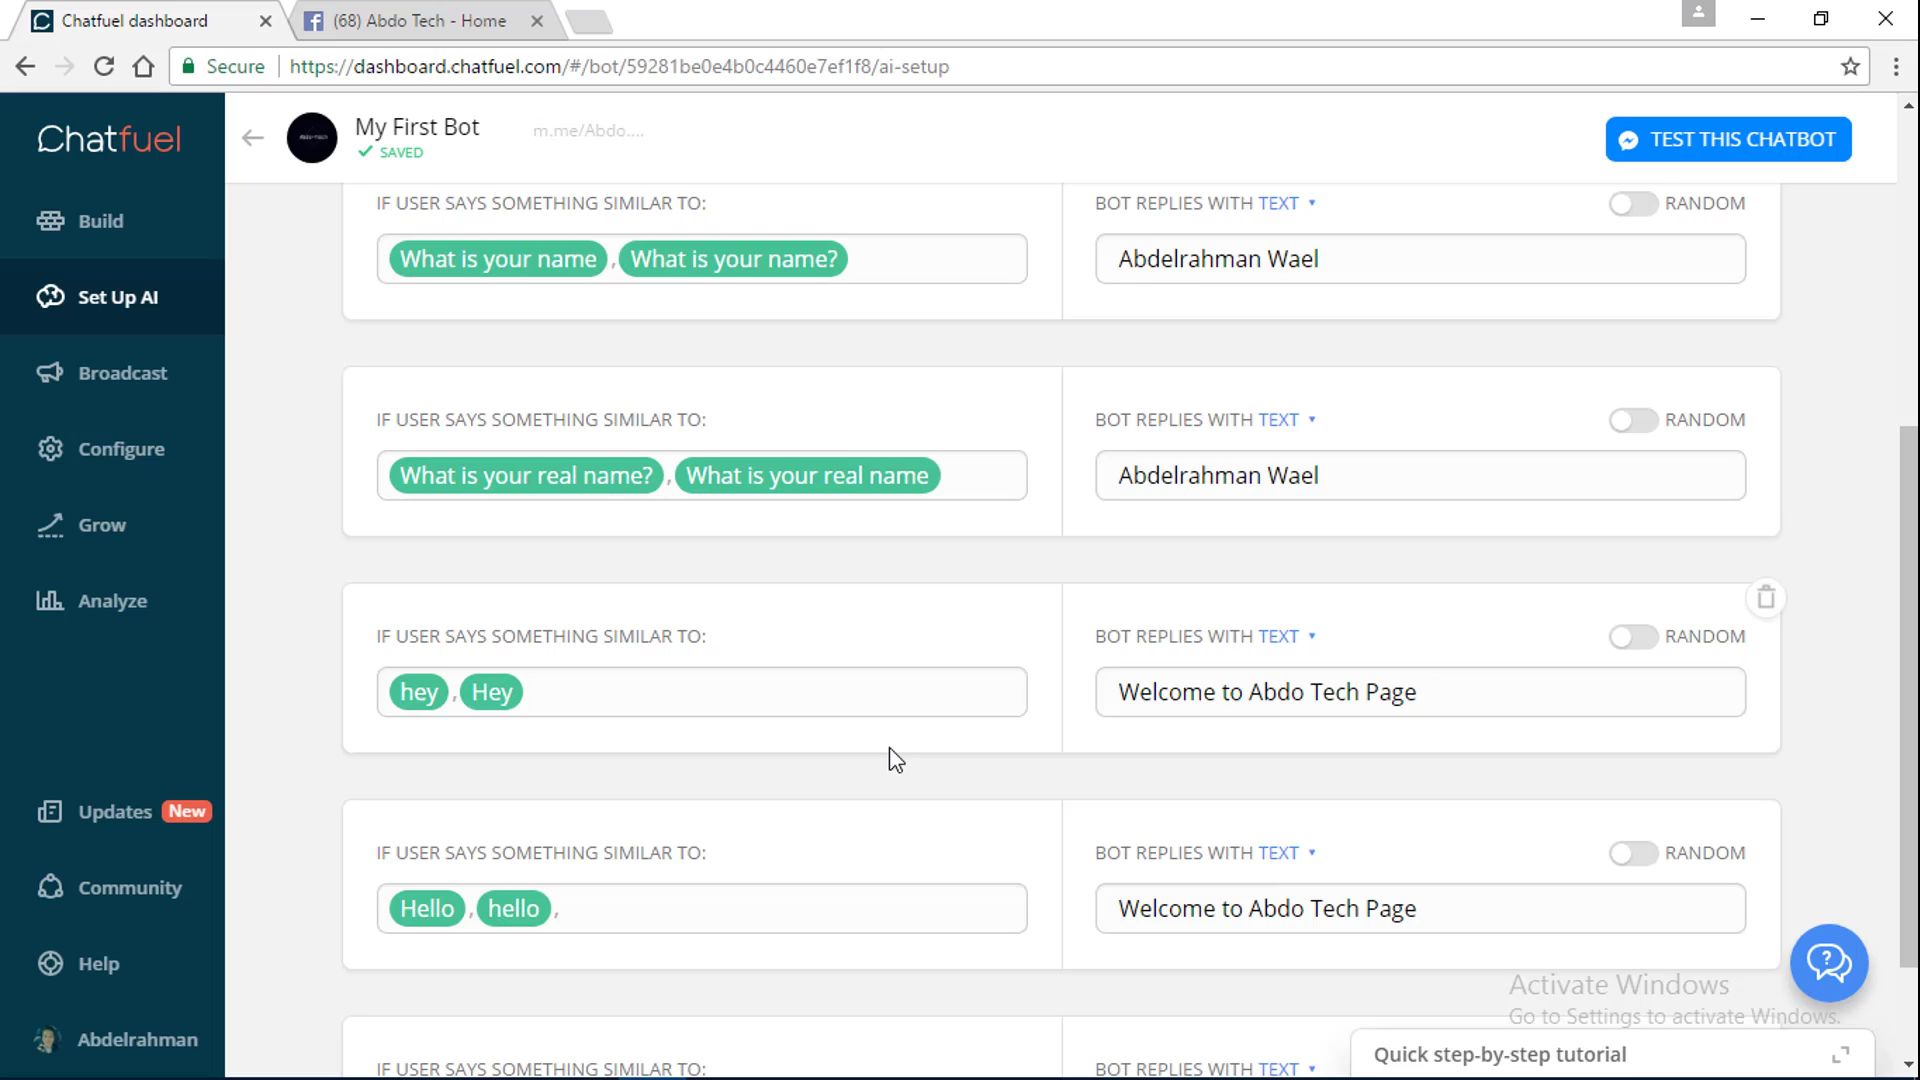 Chatfuel dashboard
(68) Abdo Tech - Home
Secure
https://dashboard.chatfuel.com/#/bot/59281be0e4b0c4460e7ef1f8/ai-setup
Chatfuel
My First Bot
m.me/Abdo....
SAVED
TEST THIS CHATBOT
Build
Set Up AI
Broadcast
Configure
Grow
Analyze
Updates New
Community
Help
Abdelrahman
IF USER SAYS SOMETHING SIMILAR TO:
BOT REPLIES WITH TEXT
RANDOM
What is your name , What is your name?
Abdelrahman Wael
IF USER SAYS SOMETHING SIMILAR TO:
BOT REPLIES WITH TEXT
RANDOM
What is your real name? , What is your real name
Abdelrahman Wael
IF USER SAYS SOMETHING SIMILAR TO:
BOT REPLIES WITH TEXT
RANDOM
hey , Hey
Welcome to Abdo Tech Page
IF USER SAYS SOMETHING SIMILAR TO:
BOT REPLIES WITH TEXT
RANDOM
Hello , hello ,
Welcome to Abdo Tech Page
IF USER SAYS SOMETHING SIMILAR TO:
BOT REPLIES WITH TEXT
Activate Windows
Go to Settings to activate Windows.
Quick step-by-step tutorial